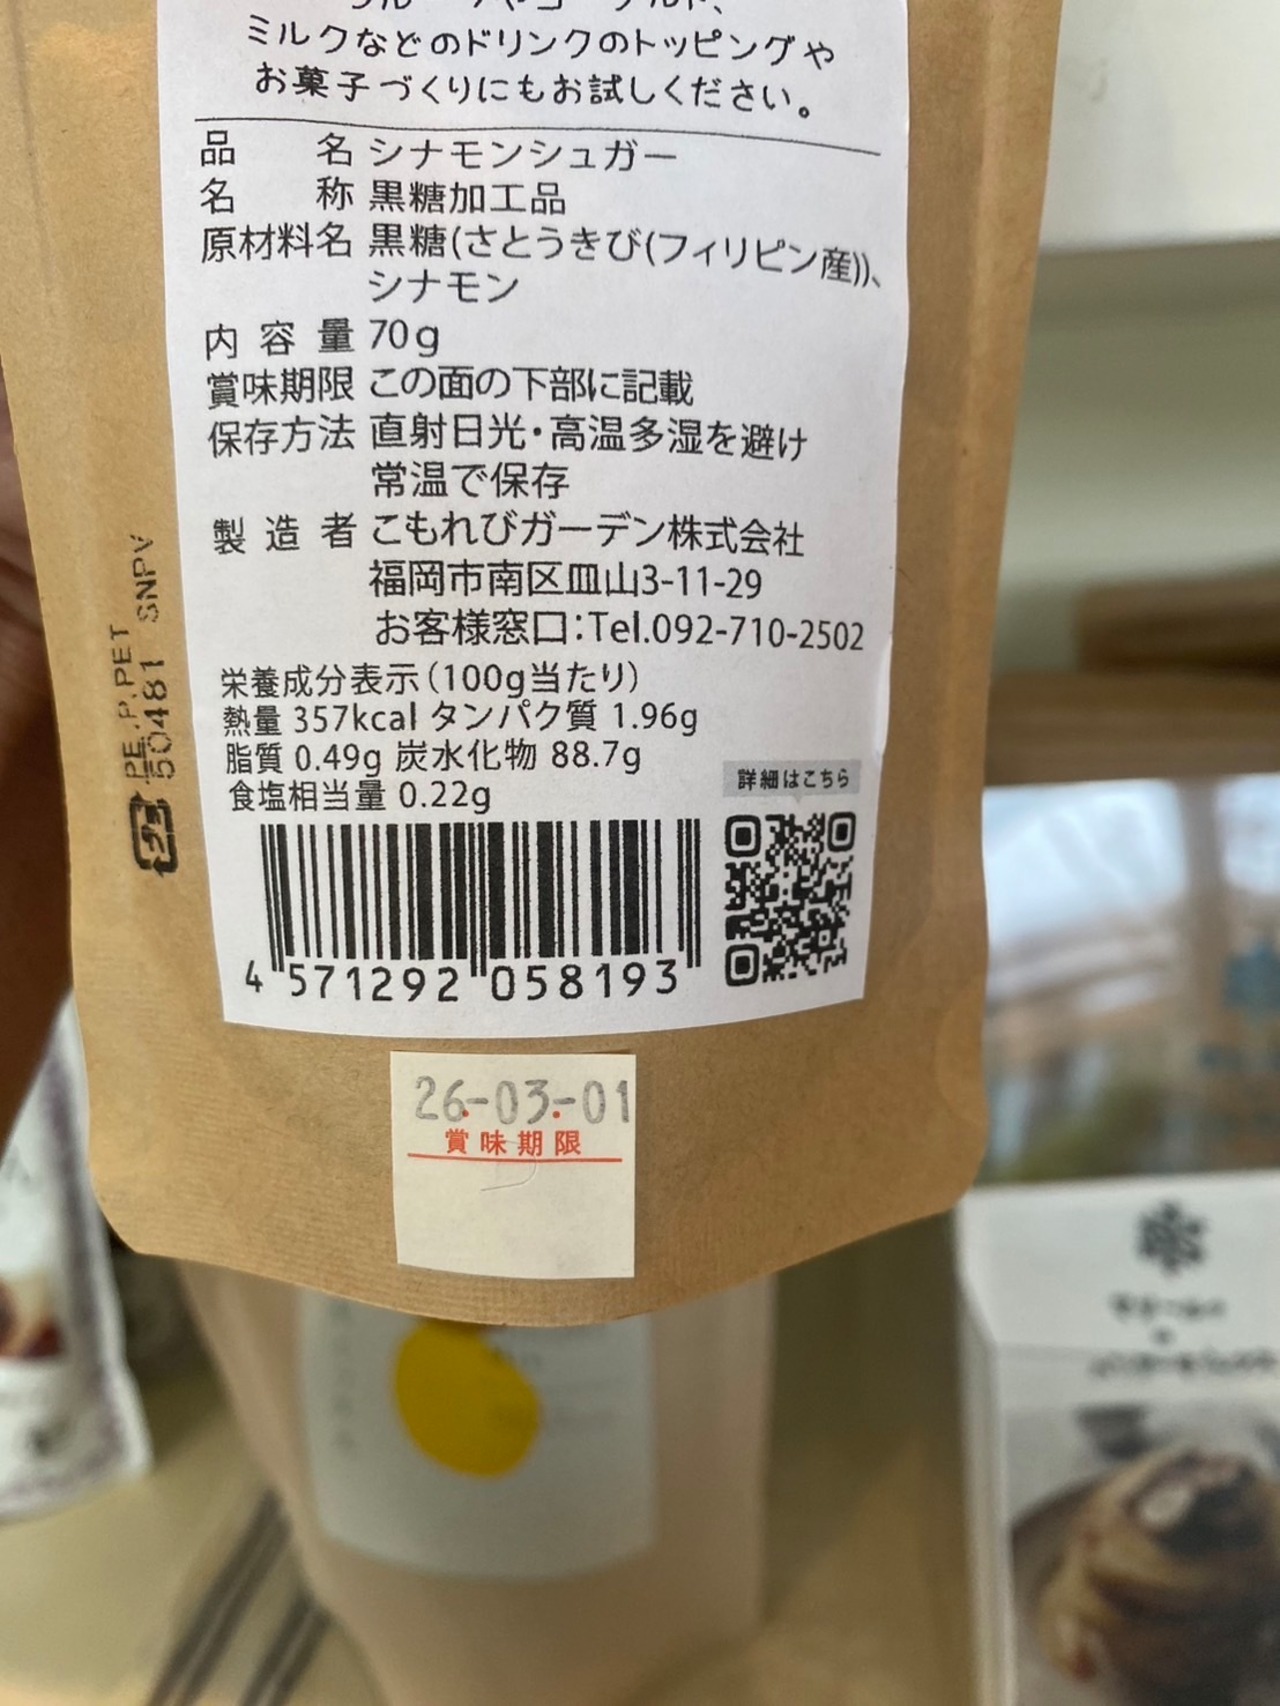 ミルクなどのドリンクのトッピングや
お菓子づくりにもお試しください。
品 名 シナモンシュガー
名 称 黒糖加工品
原材料名 黒糖(さとうきび(フィリピン産))、
シナモン
内 容 量 70g
賞味期限 この面の下部に記載
保存方法 直射日光・高温多湿を避け
常温で保存
製 造 者 こもれびガーデン株式会社
福岡市南区皿山3-11-29
お客様窓口:Tel.092-710-2502
栄養成分表示(100g当たり)
熱量 357kcal タンパク質 1.96g
脂質 0.49g 炭水化物 88.7g
食塩相当量 0.22g
詳細はこちら
4 571292 058193
26-03-01
賞味期限
プラ PE.P.PET
50481 SNPV